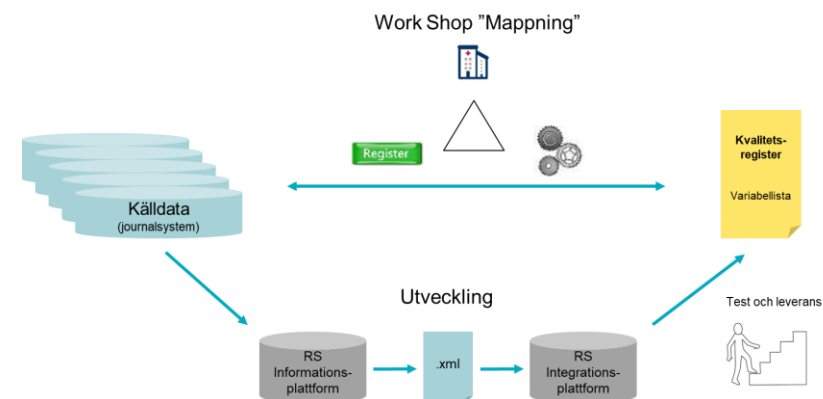 Work Shop ”Mappning”
Register
Kvalitets-
register
Variabellista
Källdata
(journalsystem)
Utveckling
Test och leverans
RS
Informations-
plattform
.xml
RS
Integrations-
plattform